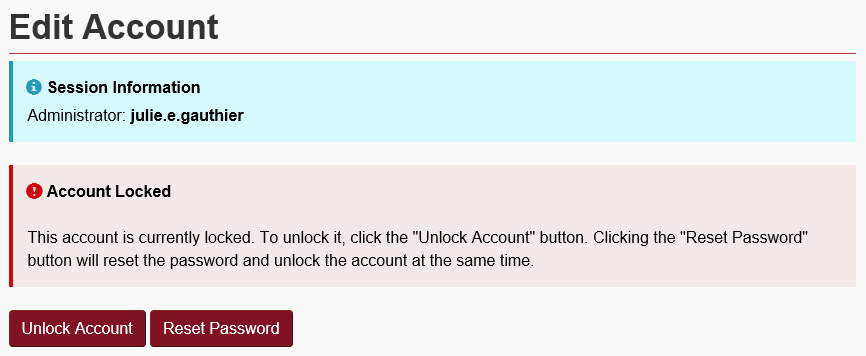 Edit Account
Session Information
Administrator: julie.e.gauthier
Account Locked
This account is currently locked. To unlock it, click the "Unlock Account" button. Clicking the "Reset Password"
button will reset the password and unlock the account at the same time.
Unlock Account Reset Password